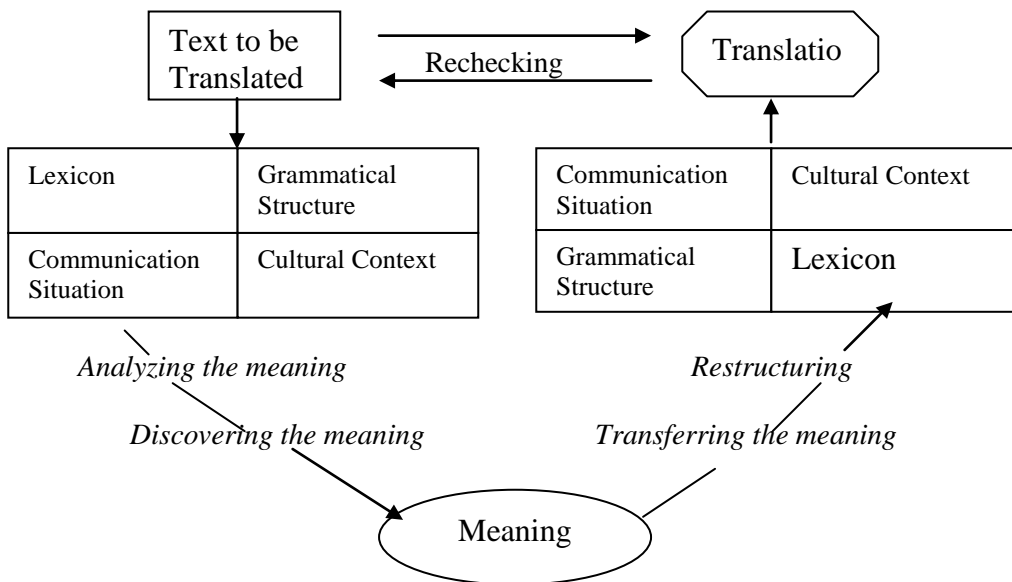 Text to be
Translated
Rechecking
Translatio
Lexicon
Grammatical
Structure
Communication
Situation
Cultural Context
Communication
Situation
Cultural Context
Grammatical
Structure
Lexicon
Analyzing the meaning
Discovering the meaning
Restructuring
Transferring the meaning
Meaning